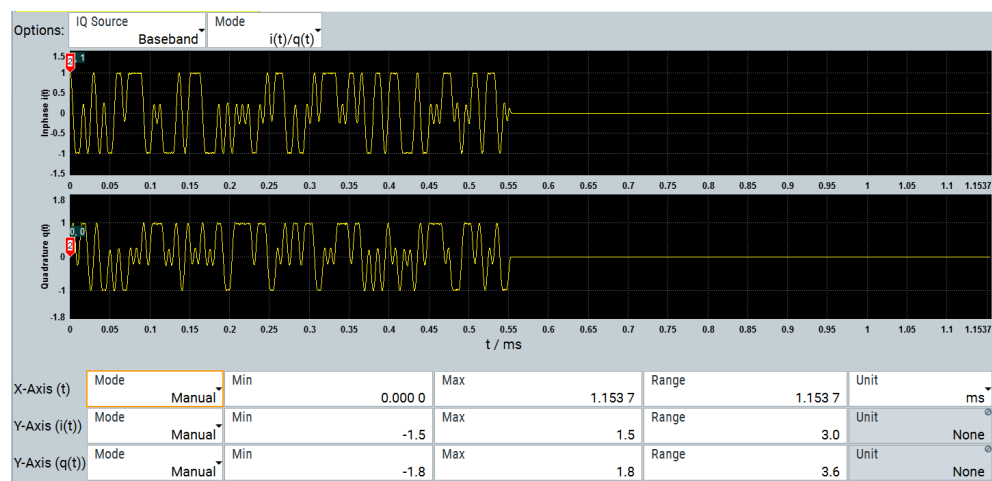 Options: IQ Source Baseband Mode i(t)/q(t)
Inphase i(t)
1.5
1
0.5
0
-0.5
-1
-1.5
2 . 1
0 0.05 0.1 0.15 0.2 0.25 0.3 0.35 0.4 0.45 0.5 0.55 0.6 0.65 0.7 0.75 0.8 0.85 0.9 0.95 1 1.05 1.1 1.1537
Quadrature q(t)
1.8
1
0
-1
-1.8
0. 0
2
0 0.05 0.1 0.15 0.2 0.25 0.3 0.35 0.4 0.45 0.5 0.55 0.6 0.65 0.7 0.75 0.8 0.85 0.9 0.95 1 1.05 1.1 1.1537
t / ms
X-Axis (t) Mode Manual Min 0.000 0 Max 1.153 7 Range 1.153 7 Unit ms
Y-Axis (i(t)) Mode Manual Min -1.5 Max 1.5 Range 3.0 Unit None
Y-Axis (q(t)) Mode Manual Min -1.8 Max 1.8 Range 3.6 Unit None